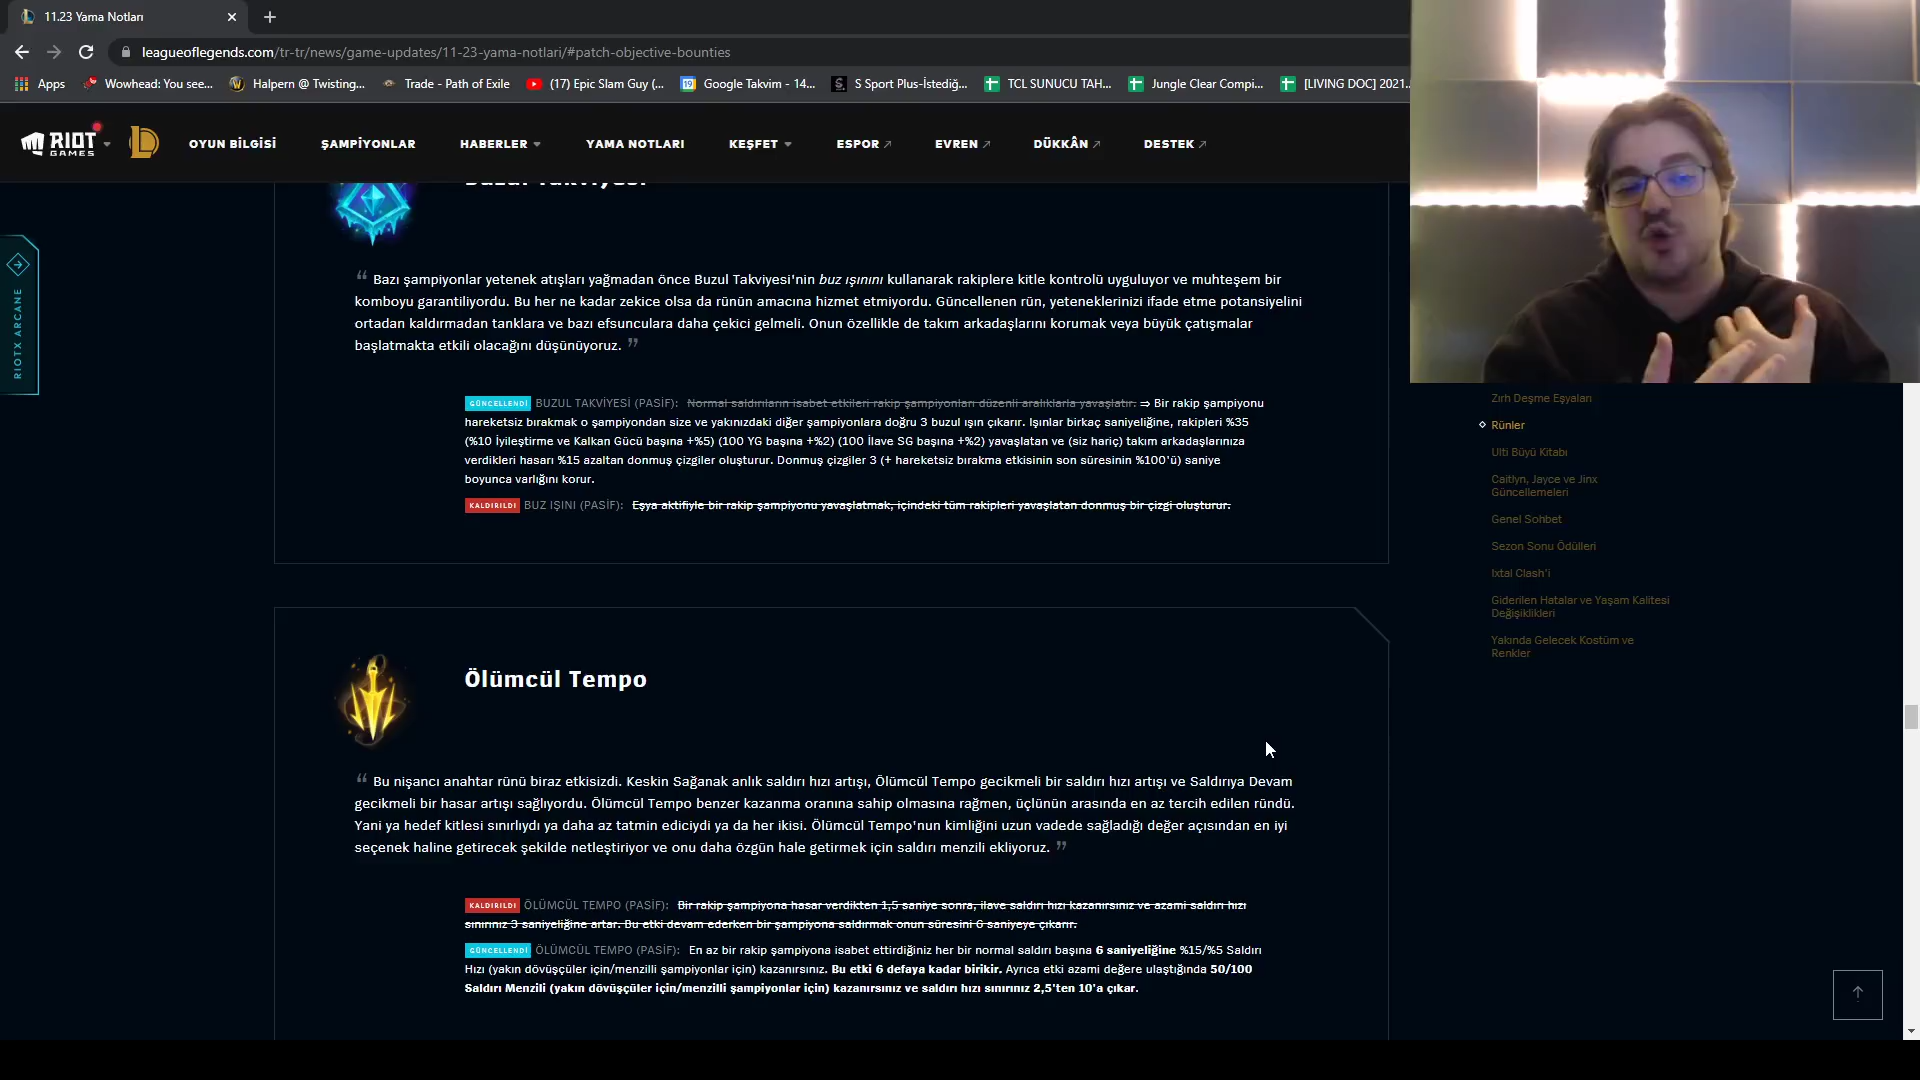 11.23 Yama Notları
leagueoflegends.com/tr-tr/news/game-updates/11-23-yama-notlari/#patch-objective-bounties
Apps
Wowhead: You see...
Halpern @ Twisting...
Trade - Path of Exile
(17) Epic Slam Guy (...
Google Takvim - 14...
S Sport Plus-İstediğ...
TCL SUNUCU TAH...
Jungle Clear Compi...
[LIVING DOC] 2021...
RIOT GAMES
OYUN BİLGİSİ
ŞAMPİYONLAR
HABERLER
YAMA NOTLARI
KEŞFET
ESPOR
EVREN
DÜKKÂN
DESTEK
RIOTX ARCANE
Buzul Takviyesi
“ Bazı şampiyonlar yetenek atışları yağmadan önce Buzul Takviyesi'nin buz ışınını kullanarak rakiplere kitle kontrolü uyguluyor ve muhteşem bir
komboyu garantiliyordu. Bu her ne kadar zekice olsa da rünün amacına hizmet etmiyordu. Güncellenen rün, yeteneklerinizi ifade etme potansiyelini
ortadan kaldırmadan tanklara ve bazı efsunculara daha çekici gelmeli. Onun özellikle de takım arkadaşlarını korumak veya büyük çatışmalar
başlatmakta etkili olacağını düşünüyoruz. ”
GÜNCELLENDİ BUZUL TAKVİYESİ (PASİF): Normal saldırıların isabet etkileri rakip şampiyonları düzenli aralıklarla yavaşlatır. ⇒ Bir rakip şampiyonu
hareketsiz bırakmak o şampiyondan size ve yakınızdaki diğer şampiyonlara doğru 3 buzul ışın çıkarır. Işınlar birkaç saniyeliğine, rakipleri %35
(%10 İyileştirme ve Kalkan Gücü başına +%5) (100 YG başına +%2) (100 İlave SG başına +%2) yavaşlatan ve (siz hariç) takım arkadaşlarınıza
verdikleri hasarı %15 azaltan donmuş çizgiler oluşturur. Donmuş çizgiler 3 (+ hareketsiz bırakma etkisinin son süresinin %100'ü) saniye
boyunca varlığını korur.
KALDIRILDI BUZ IŞINI (PASİF): Eşya aktifiyle bir rakip şampiyonu yavaşlatmak, içindeki tüm rakipleri yavaşlatan donmuş bir çizgi oluşturur.
Ölümcül Tempo
“ Bu nişancı anahtar rünü biraz etkisizdi. Keskin Sağanak anlık saldırı hızı artışı, Ölümcül Tempo gecikmeli bir saldırı hızı artışı ve Saldırıya Devam
gecikmeli bir hasar artışı sağlıyordu. Ölümcül Tempo benzer kazanma oranına sahip olmasına rağmen, üçlünün arasında en az tercih edilen ründü.
Yani ya hedef kitlesi sınırlıydı ya daha az tatmin ediciydi ya da her ikisi. Ölümcül Tempo'nun kimliğini uzun vadede sağladığı değer açısından en iyi
seçenek haline getirecek şekilde netleştiriyor ve onu daha özgün hale getirmek için saldırı menzili ekliyoruz. ”
KALDIRILDI ÖLÜMCÜL TEMPO (PASİF): Bir rakip şampiyona hasar verdikten 1,5 saniye sonra, ilave saldırı hızı kazanırsınız ve azami saldırı hızı
sınırınız 3 saniyeliğine artar. Bu etki devam ederken bir şampiyona saldırmak onun süresini 6 saniyeye çıkarır.
GÜNCELLENDİ ÖLÜMCÜL TEMPO (PASİF): En az bir rakip şampiyona isabet ettirdiğiniz her bir normal saldırı başına 6 saniyeliğine %15/%5 Saldırı
Hızı (yakın dövüşçüler için/menzilli şampiyonlar için) kazanırsınız. Bu etki 6 defaya kadar birikir. Ayrıca etki azami değere ulaştığında 50/100
Saldırı Menzili (yakın dövüşçüler için/menzilli şampiyonlar için) kazanırsınız ve saldırı hızı sınırınız 2,5'ten 10'a çıkar.
Zırh Deşme Eşyaları
Rünler
Ulti Büyü Kitabı
Caitlyn, Jayce ve Jinx
Güncellemeleri
Genel Sohbet
Sezon Sonu Ödülleri
Ixtal Clash'i
Giderilen Hatalar ve Yaşam Kalitesi
Değişiklikleri
Yakında Gelecek Kostüm ve
Renkler